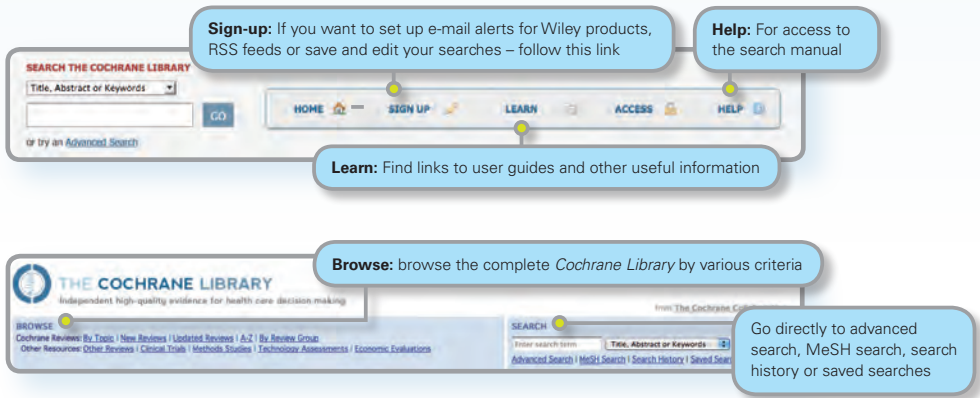 Sign-up: If you want to set up e-mail alerts for Wiley products,
RSS feeds or save and edit your searches – follow this link
Help: For access to
the search manual
SEARCH THE COCHRANE LIBRARY
Title, Abstract or Keywords
GO
HOME SIGN UP LEARN ACCESS HELP
or try an Advanced Search
Learn: Find links to user guides and other useful information
Browse: browse the complete Cochrane Library by various criteria
THE COCHRANE LIBRARY
Independent high-quality evidence for health care decision making
from The Cochrane
BROWSE
Cochrane Reviews: By Topic | New Reviews | Updated Reviews | A-Z | By Review Group
Other Resources: Other Reviews | Clinical Trials | Methods Studies | Technology Assessments | Economic Evaluations
SEARCH
Enter search term Title, Abstract or Keywords
Advanced Search | MeSH Search | Search History | Saved
Go directly to advanced
search, MeSH search, search
history or saved searches